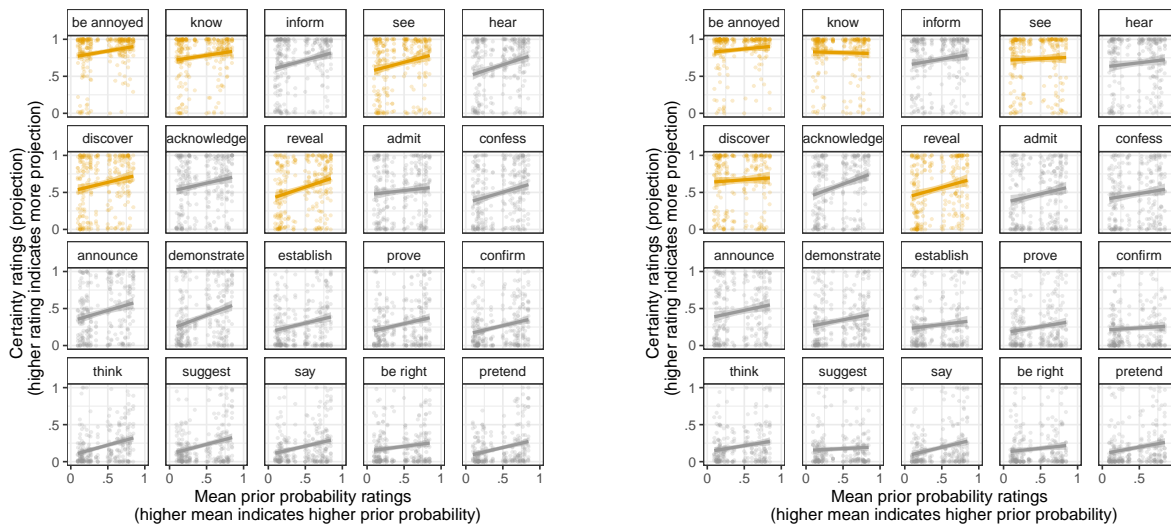 be annoyed know inform see hear
1
.5
0
discover acknowledge reveal admit confess
1
.5
0
announce demonstrate establish prove confirm
1
.5
0
think suggest say be right pretend
1
.5
0
0 .5 1 0 .5 1 0 .5 1 0 .5 1 0 .5 1
Certainty ratings (projection)
(higher rating indicates more projection)
Mean prior probability ratings
(higher mean indicates higher prior probability)
be annoyed know inform see hear
1
.5
0
discover acknowledge reveal admit confess
1
.5
0
announce demonstrate establish prove confirm
1
.5
0
think suggest say be right pretend
1
.5
0
0 .5 1 0 .5 1 0 .5 1 0 .5 1 0 .5
Certainty ratings (projection)
(higher rating indicates more projection)
Mean prior probability ratings
(higher mean indicates higher prior probability)